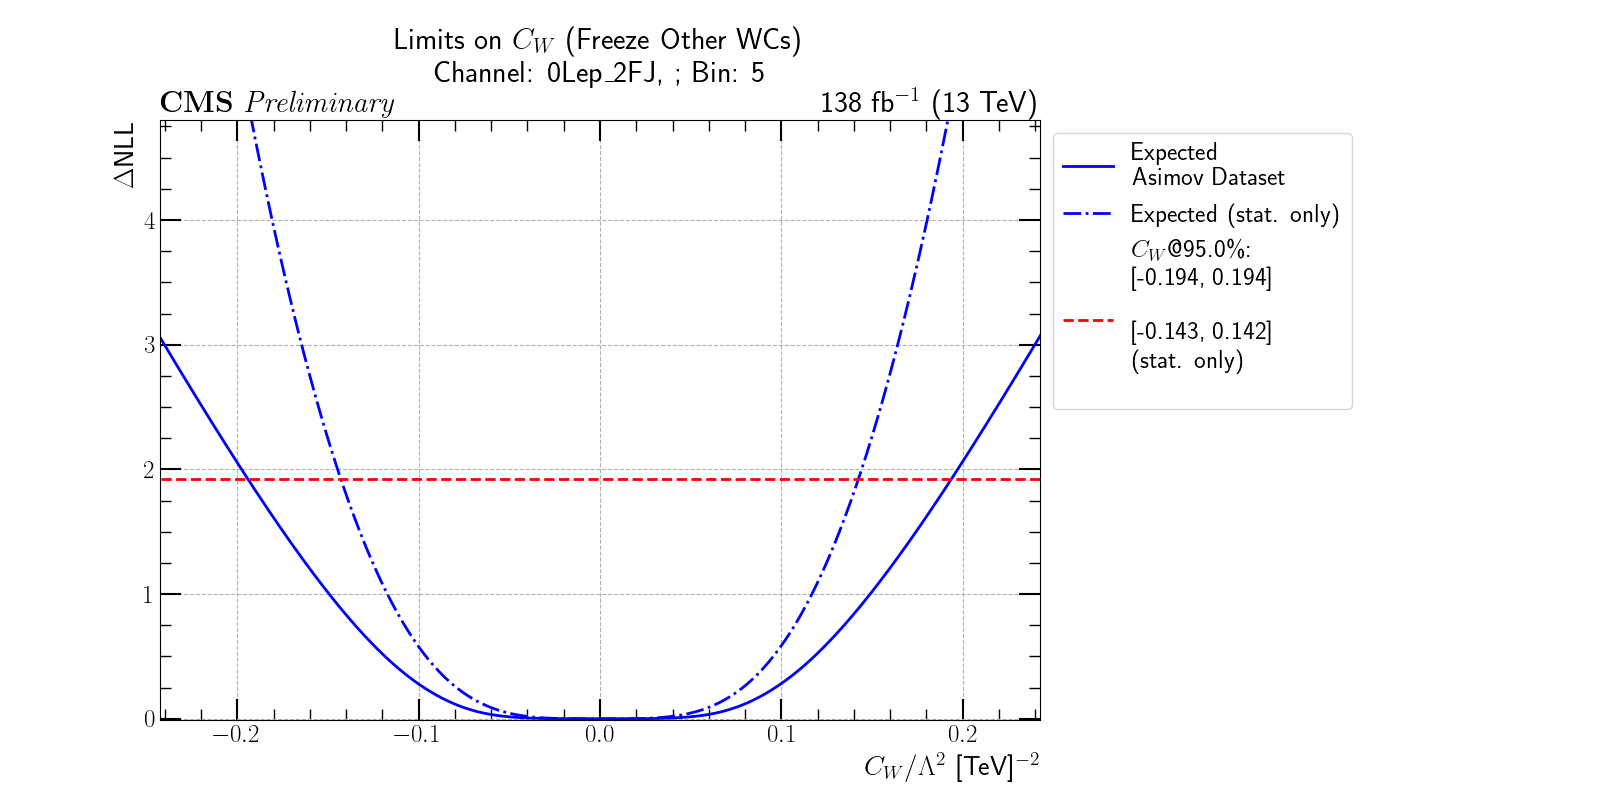 Limits on C_W (Freeze Other WCs)
Channel: 0Lep_2FJ, ; Bin: 5
CMS Preliminary
138 fb⁻¹ (13 TeV)
ΔNLL
4
3
2
1
0
−0.2
−0.1
0.0
0.1
0.2
C_W/Λ² [TeV]⁻²
Expected
Asimov Dataset
Expected (stat. only)
C_W@95.0%:
[-0.194, 0.194]
[-0.143, 0.142]
(stat. only)